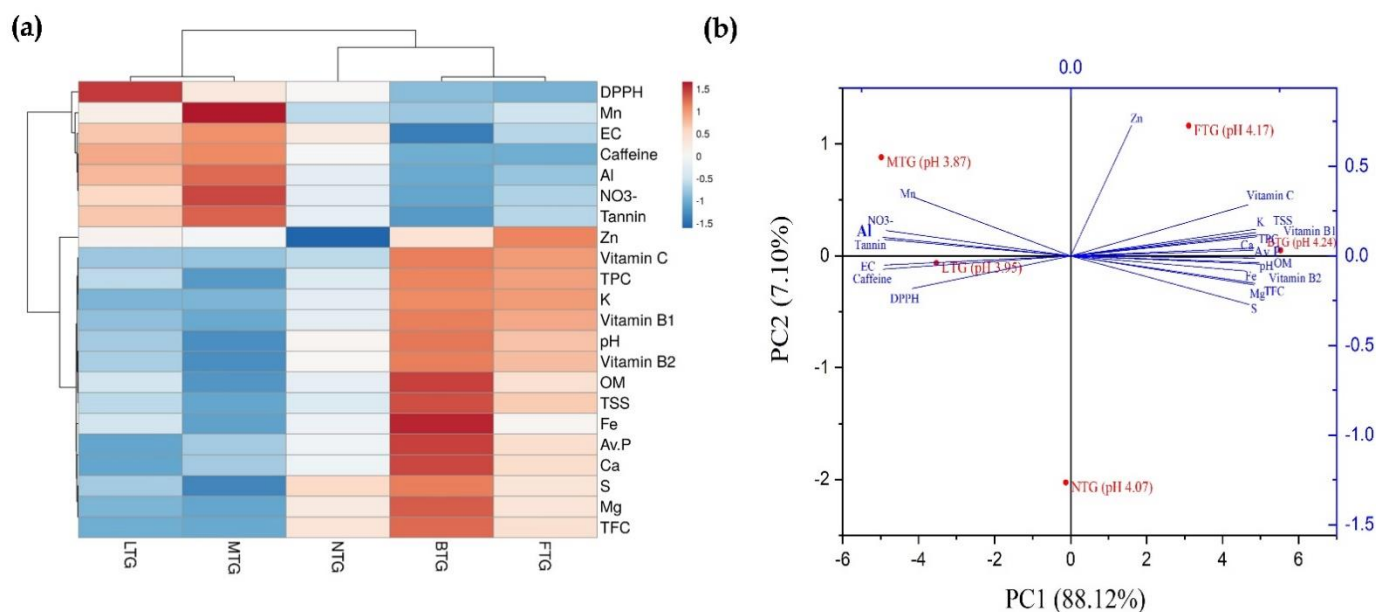 (a)
1.5
1
0.5
0
-0.5
-1
-1.5
DPPH
Mn
EC
Caffeine
Al
NO3-
Tannin
Zn
Vitamin C
TPC
K
Vitamin B1
pH
Vitamin B2
OM
TSS
Fe
Av.P
Ca
S
Mg
TFC
LTG
MTG
NTG
BTG
FTG
(b)
0.0
Zn
FTG (pH 4.17)
MTG (pH 3.87)
Mn
Vitamin C
NO3-
K
TSS
Al
TPC
Vitamin B1
Tannin
Ca
Av.P
BTG (pH 4.24)
EC
LTG (pH 3.95)
pH
OM
Caffeine
Fe
Vitamin B2
DPPH
Mg
TFC
S
NTG (pH 4.07)
1
0
-1
-2
PC2 (7.10%)
0.5
0.0
-0.5
-1.0
-1.5
-6
-4
-2
0
2
4
6
PC1 (88.12%)